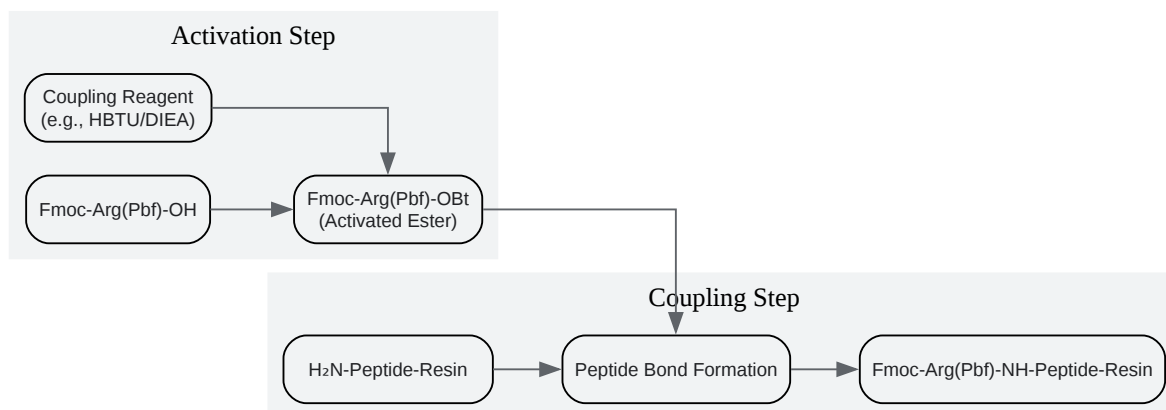 Activation Step
Coupling Reagent
(e.g., HBTU/DIEA)
Fmoc-Arg(Pbf)-OH
Fmoc-Arg(Pbf)-OBt
(Activated Ester)
Coupling Step
H₂N-Peptide-Resin
Peptide Bond Formation
Fmoc-Arg(Pbf)-NH-Peptide-Resin